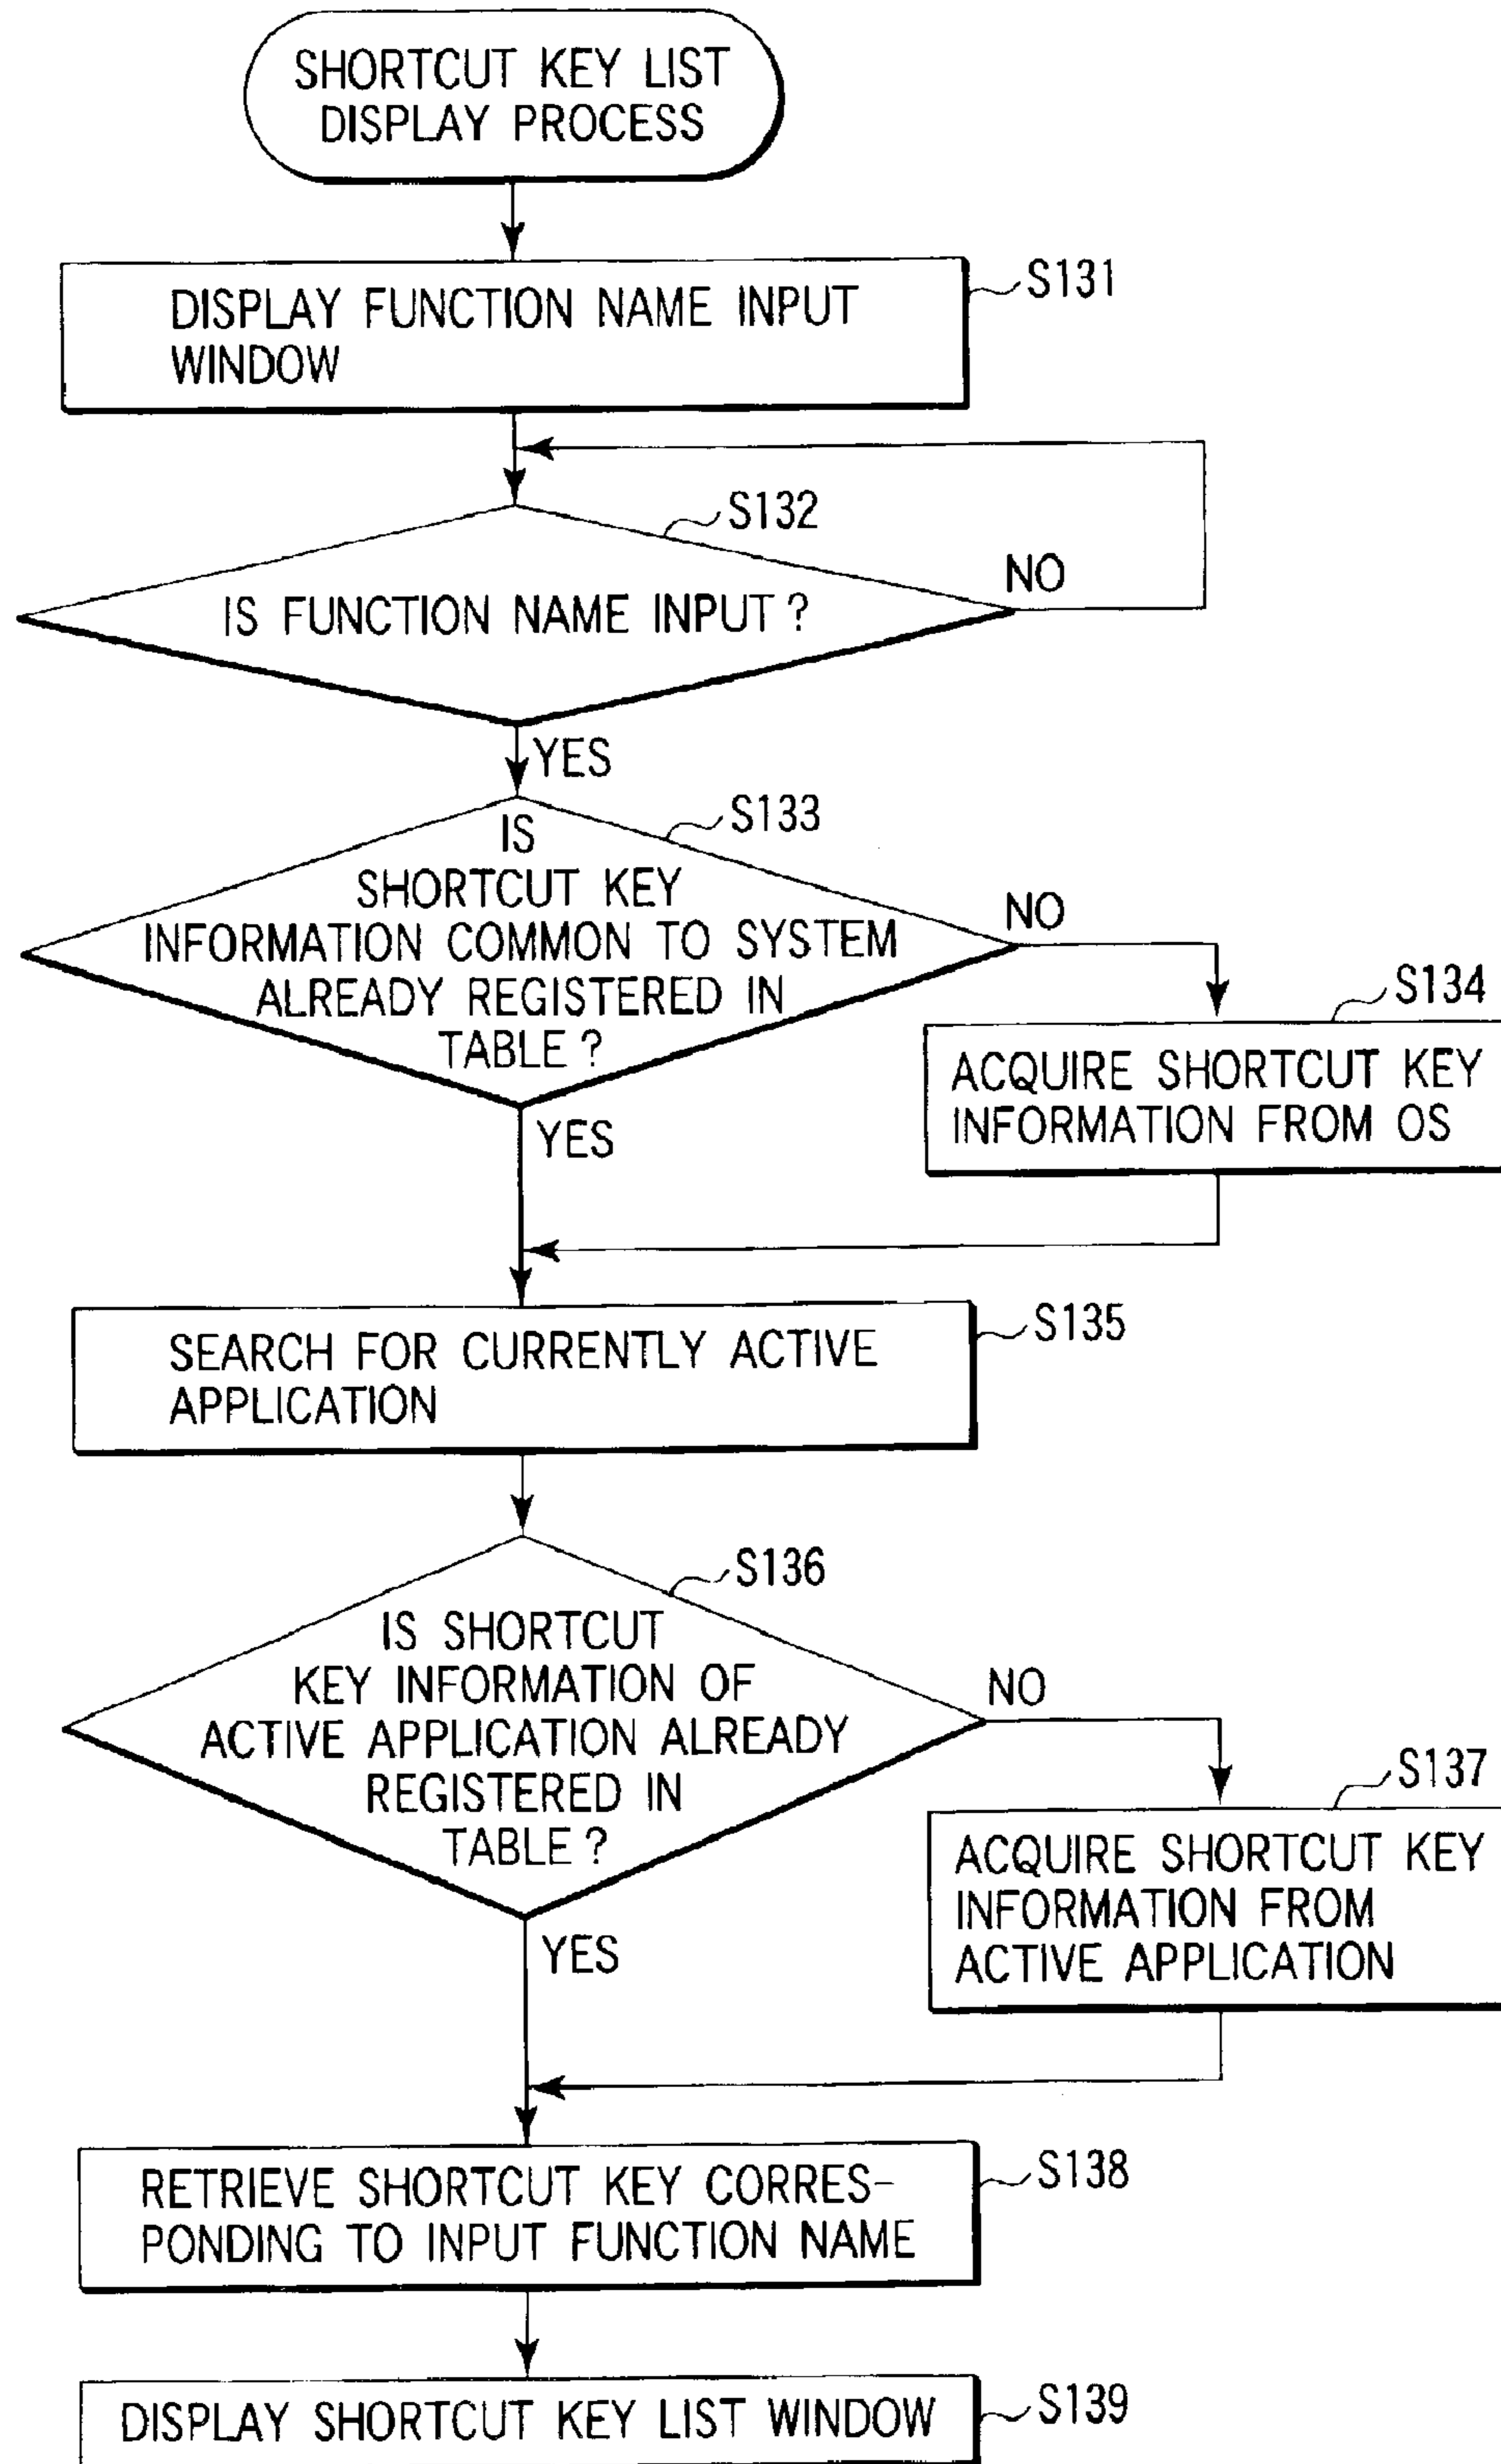 SHORTCUT KEY LIST
DISPLAY PROCESS
S131
DISPLAY FUNCTION NAME INPUT
WINDOW
S132
NO
IS FUNCTION NAME INPUT?
YES
S133
IS
SHORTCUT KEY
INFORMATION COMMON TO SYSTEM
ALREADY REGISTERED IN
TABLE?
NO
S134
ACQUIRE SHORTCUT KEY
INFORMATION FROM OS
YES
S135
SEARCH FOR CURRENTLY ACTIVE
APPLICATION
S136
IS SHORTCUT
KEY INFORMATION OF
ACTIVE APPLICATION ALREADY
REGISTERED IN
TABLE?
NO
S137
ACQUIRE SHORTCUT KEY
INFORMATION FROM
ACTIVE APPLICATION
YES
S138
RETRIEVE SHORTCUT KEY CORRES-
PONDING TO INPUT FUNCTION NAME
S139
DISPLAY SHORTCUT KEY LIST WINDOW